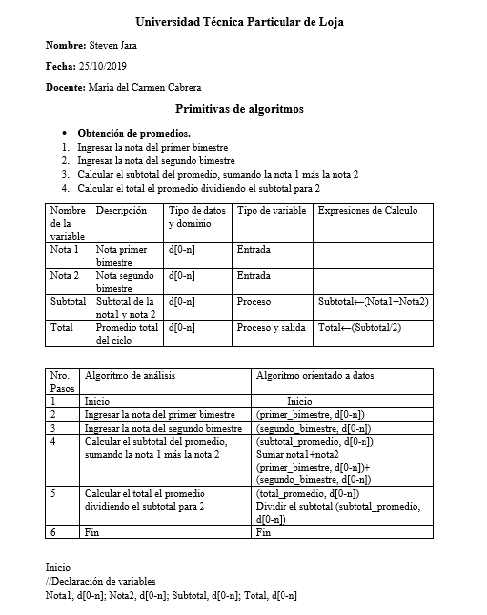 Universidad Técnica Particular de Loja
Nombre: Steven Jara
Fecha: 25/10/2019
Docente: María del Carmen Cabrera
Primitivas de algoritmos
• Obtención de promedios.
1. Ingresar la nota del primer bimestre
2. Ingresar la nota del segundo bimestre
3. Calcular el subtotal del promedio, sumando la nota 1 más la nota 2
4. Calcular el total el promedio dividiendo el subtotal para 2
Nombre de la variable Descripción Tipo de datos y dominio Tipo de variable Expresiones de Cálculo
Nota 1 Nota primer bimestre d[0-n] Entrada
Nota 2 Nota segundo bimestre d[0-n] Entrada
Subtotal Subtotal de la nota1 y nota 2 d[0-n] Proceso Subtotal←(Nota1+Nota2)
Total Promedio total del ciclo d[0-n] Proceso y salida Total←(Subtotal/2)
Nro. Pasos Algoritmo de análisis Algoritmo orientado a datos
1 Inicio Inicio
2 Ingresar la nota del primer bimestre (primer_bimestre, d[0-n])
3 Ingresar la nota del segundo bimestre (segundo_bimestre, d[0-n])
4 Calcular el subtotal del promedio, sumando la nota 1 más la nota 2 (subtotal_promedio, d[0-n]) Sumar nota1+nota2 (primer_bimestre, d[0-n])+ (segundo_bimestre, d[0-n])
5 Calcular el total el promedio dividiendo el subtotal para 2 (total_promedio, d[0-n]) Dividir el subtotal (subtotal_promedio, d[0-n])
6 Fin Fin
Inicio
//Declaración de variables
Nota1, d[0-n]; Nota2, d[0-n]; Subtotal, d[0-n]; Total, d[0-n]